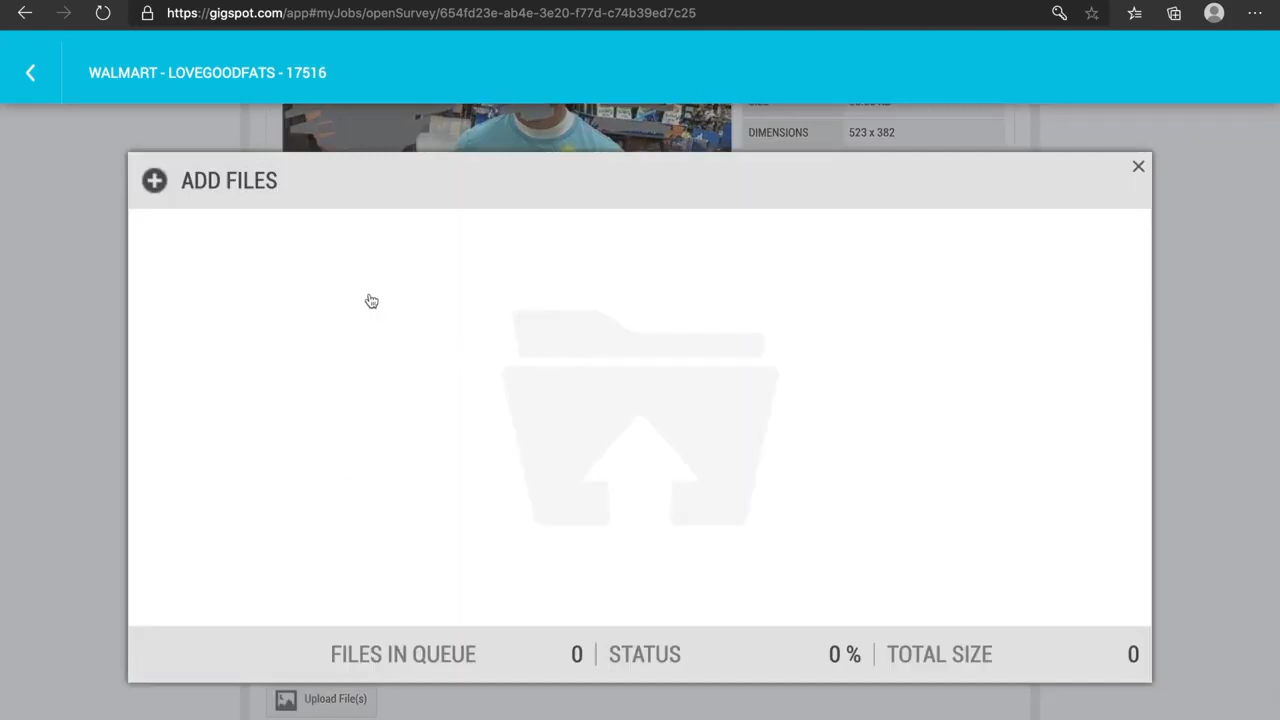 https://gigspot.com/app#myJobs/openSurvey/654fd23e-ab4e-3e20-f77d-c74b39ed7c25
WALMART - LOVEGOODFATS - 17516
DIMENSIONS 523 x 382
ADD FILES
FILES IN QUEUE 0 STATUS 0 % TOTAL SIZE 0
Upload File(s)